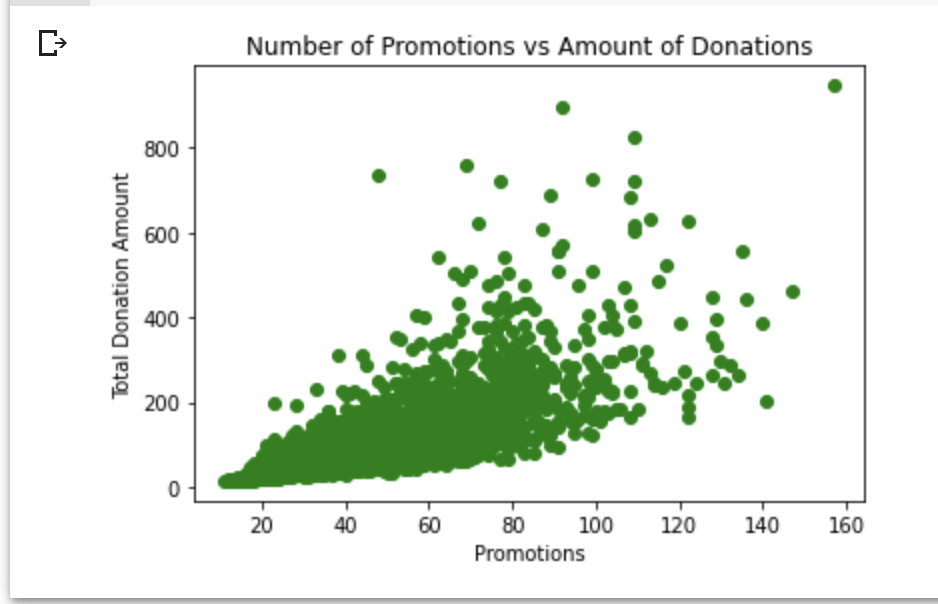 Number of Promotions vs Amount of Donations
Total Donation Amount
800
600
400
200
0
20 40 60 80 100 120 140 160
Promotions